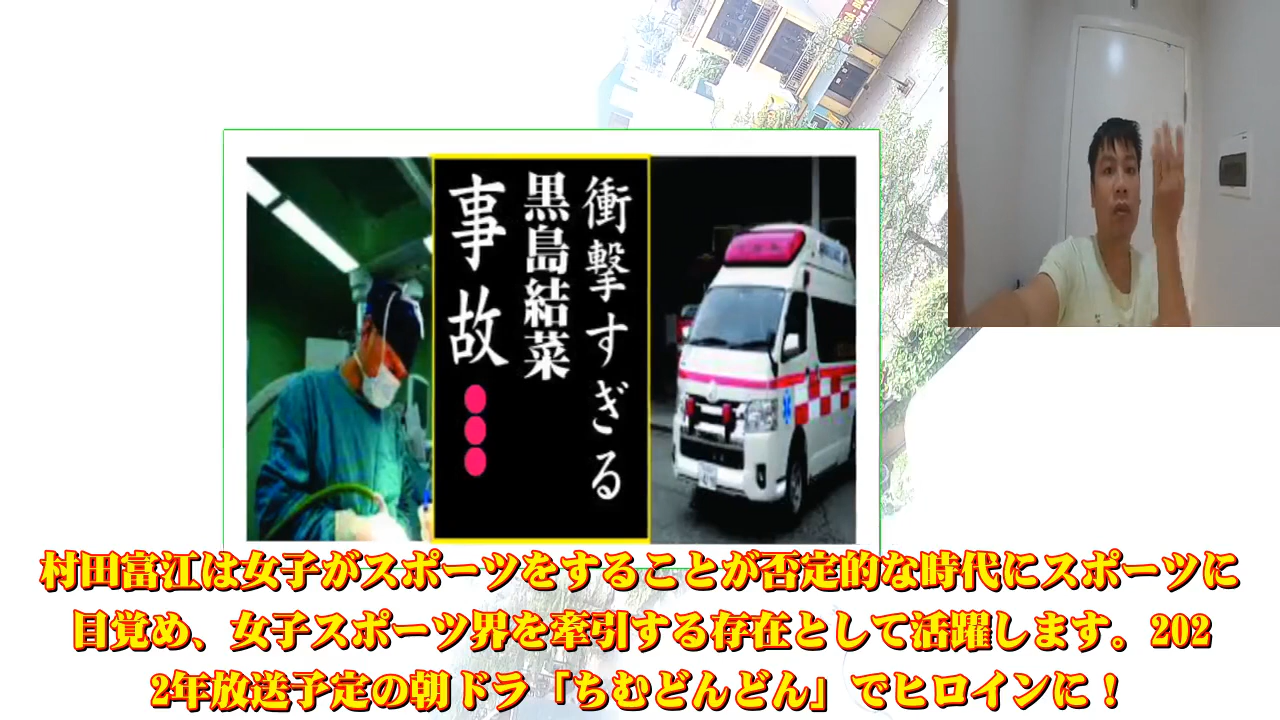 衝撃すぎる
黒島結菜
事故●●●
村田富江は女子がスポーツをすることが否定的な時代にスポーツに
目覚め、女子スポーツ界を牽引する存在として活躍します。202
2年放送予定の朝ドラ「ちむどんどん」でヒロインに！